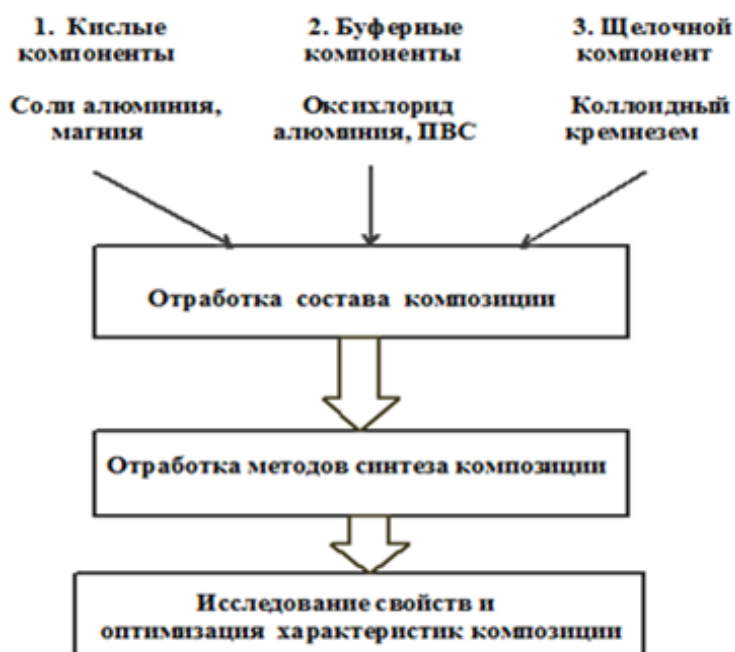 1. Кислые компоненты
Соли алюминия, магния
2. Буферные компоненты
Оксихлорид алюминия, ПВС
3. Щелочной компонент
Коллоидный кремнезем
Отработка состава композиции
Отработка методов синтеза композиции
Исследование свойств и
оптимизация характеристик композиции